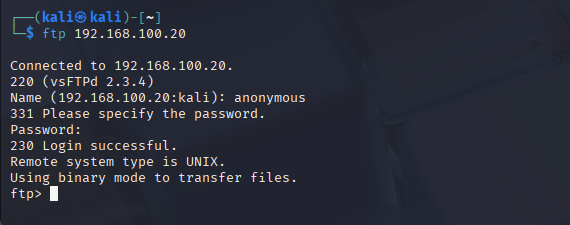 ┌──(kali㉿kali)-[~]
└─$ ftp 192.168.100.20
Connected to 192.168.100.20.
220 (vsFTPd 2.3.4)
Name (192.168.100.20:kali): anonymous
331 Please specify the password.
Password:
230 Login successful.
Remote system type is UNIX.
Using binary mode to transfer files.
ftp>